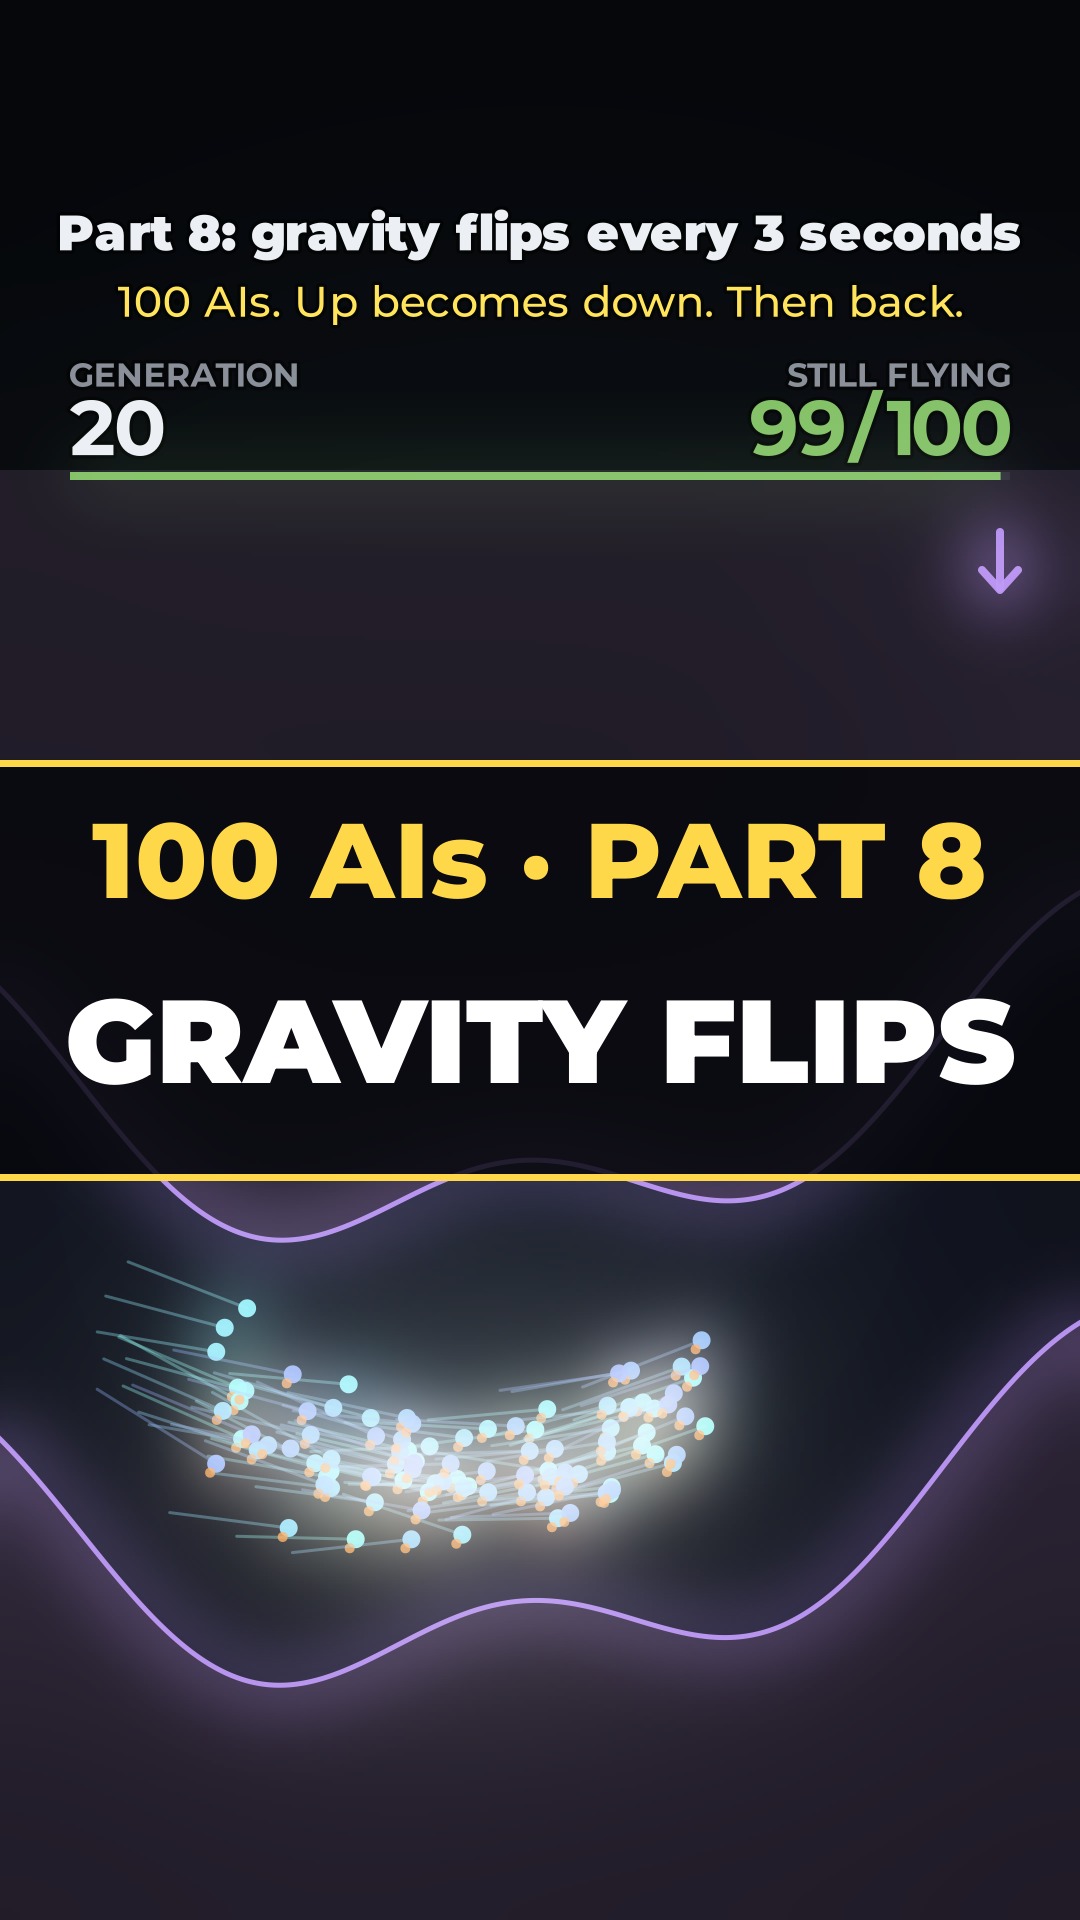 Part 8: gravity flips every 3 seconds
100 AIs. Up becomes down. Then back.
GENERATION
20
STILL FLYING
99/100
100 AIs · PART 8
GRAVITY FLIPS